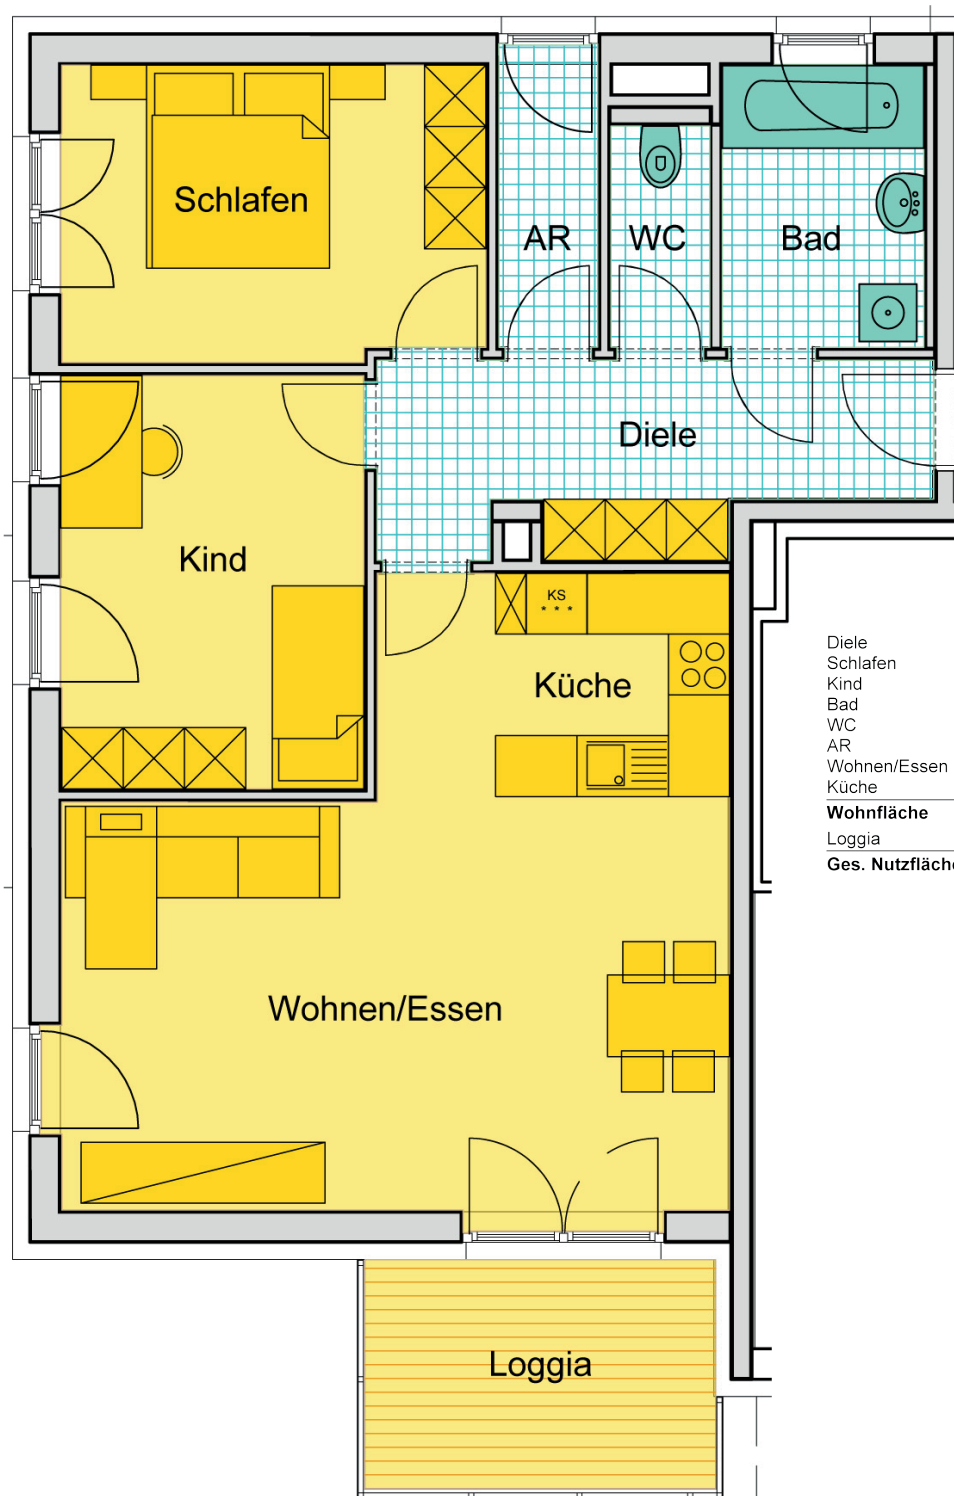 Schlafen
AR
WC
Bad
Diele
Kind
KS
* * *
Küche
Diele
Schlafen
Kind
Bad
WC
AR
Wohnen/Essen
Küche
Wohnfläche
Loggia
Ges. Nutzfläche
Wohnen/Essen
Loggia